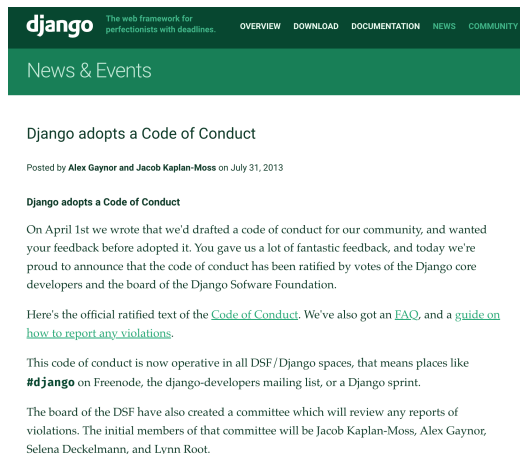 django
The web framework for
perfectionists with deadlines.
OVERVIEW DOWNLOAD DOCUMENTATION NEWS COMMUNITY
News & Events
Django adopts a Code of Conduct
Posted by Alex Gaynor and Jacob Kaplan-Moss on July 31, 2013
Django adopts a Code of Conduct
On April 1st we wrote that we'd drafted a code of conduct for our community, and wanted
your feedback before adopted it. You gave us a lot of fantastic feedback, and today we're
proud to announce that the code of conduct has been ratified by votes of the Django core
developers and the board of the Django Sofware Foundation.
Here's the official ratified text of the Code of Conduct. We've also got an FAQ, and a guide on
how to report any violations.
This code of conduct is now operative in all DSF/Django spaces, that means places like
#django on Freenode, the django-developers mailing list, or a Django sprint.
The board of the DSF have also created a committee which will review any reports of
violations. The initial members of that committee will be Jacob Kaplan-Moss, Alex Gaynor,
Selena Deckelmann, and Lynn Root.